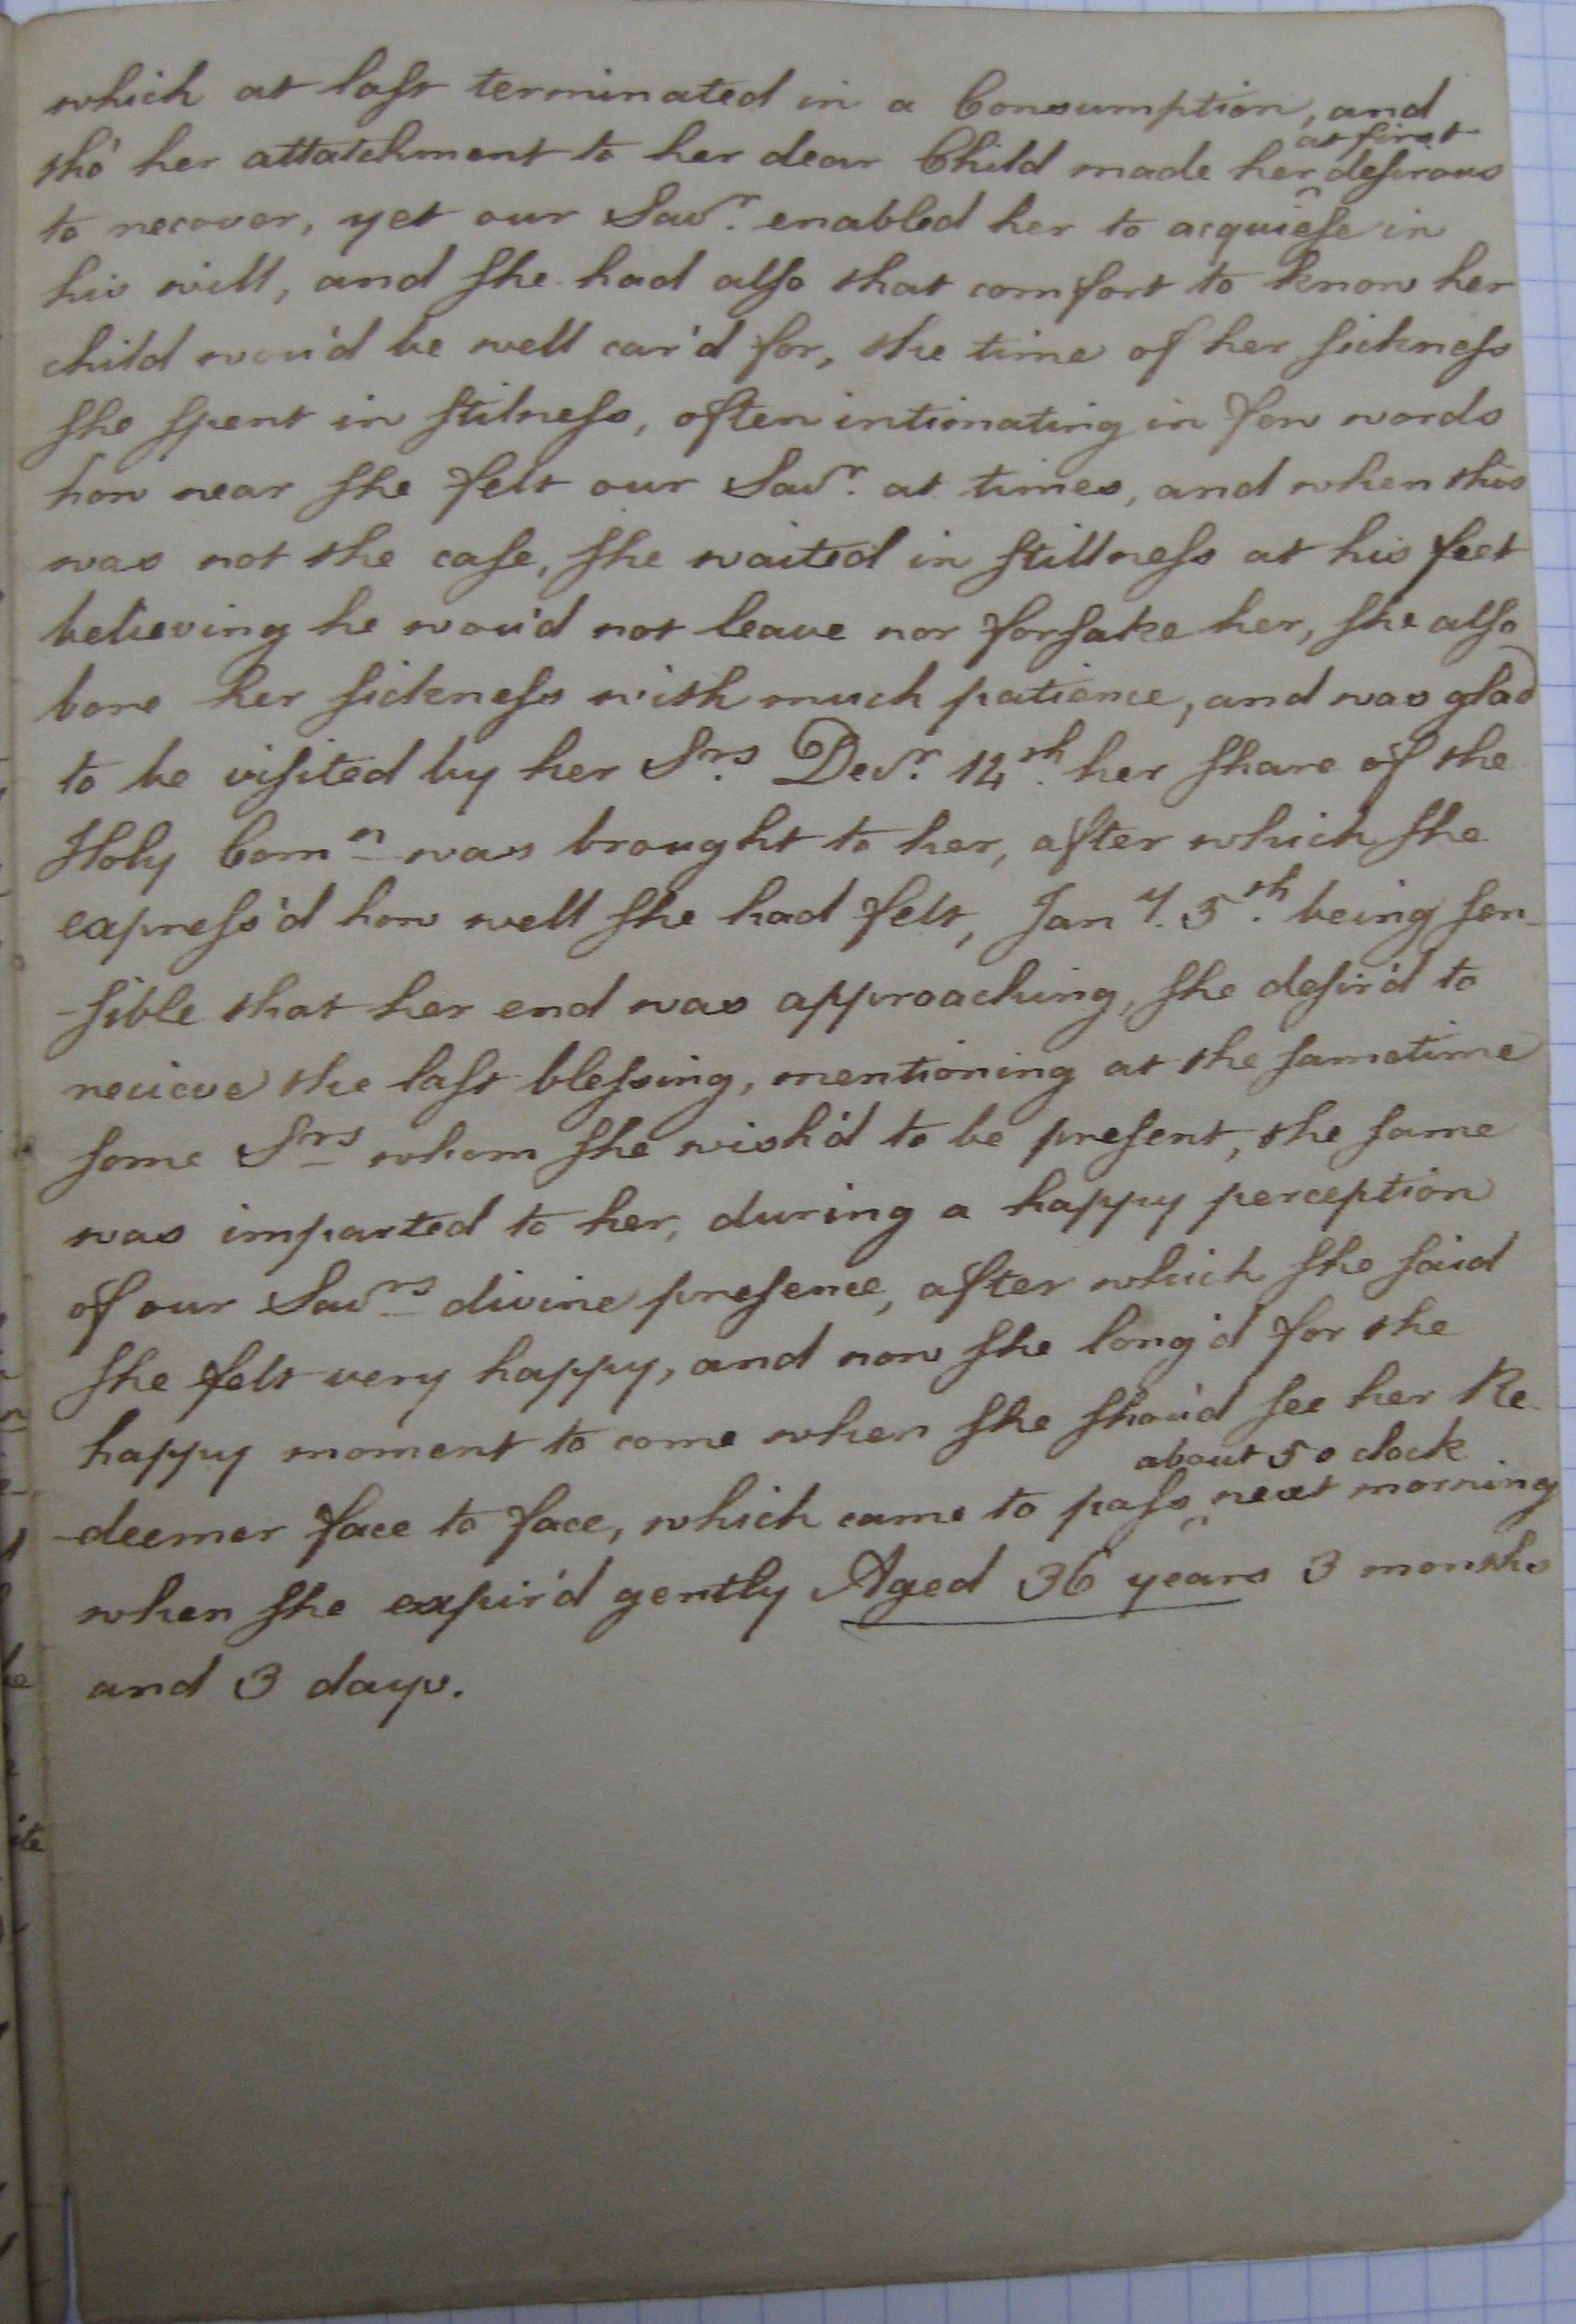 which at last terminated in a Consumption, and
tho' her attatchment to her dear Child made her ^at first desirous
to recover, yet our Savr. enabled her to acquiese in
his will, and she had also that comfort to know her
child wou'd be well car'd for, the time of her sickness
she spent in stilness, often intimating in few words
how near she felt our Savr. at times, and when this
was not the case, she waited in stillness at his feet
believing he wou'd not leave nor forsake her, she also
bore her sickness with much patience, and was glad
to be visited by her Srs. Decr. 14th. her share of the
Holy Comn was brought to her, after which she
express'd how well she had felt, Jany. 5th. being sen-
-sible that her end was approaching, she desir'd to
recieve the last blessing, mentioning at the sametime
some Srs whom she wish'd to be present, the same
was imparted to her, during a happy perception
of our Savrs divine presence, after which she said
she felt very happy, and now she long'd for the
happy moment to come when she shou'd see her Re-
-deemer face to face, which came to pass ^about 5 o clock next morning
when she expir'd gently Aged 36 years 3 months
and 3 days.